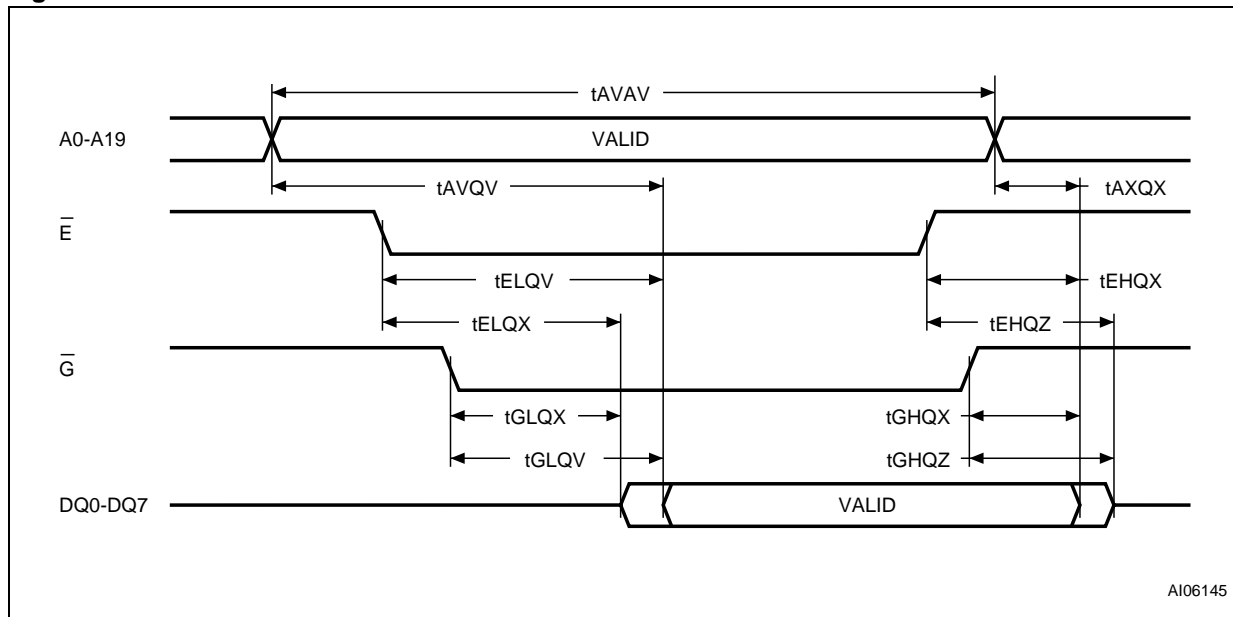 tAVAV
A0-A19
VALID
tAVQV
tAXQX
E
tELQV
tEHQX
tELQX
tEHQZ
G
tGLQX
tGHQX
tGLQV
tGHQZ
DQ0-DQ7
VALID
AI06145